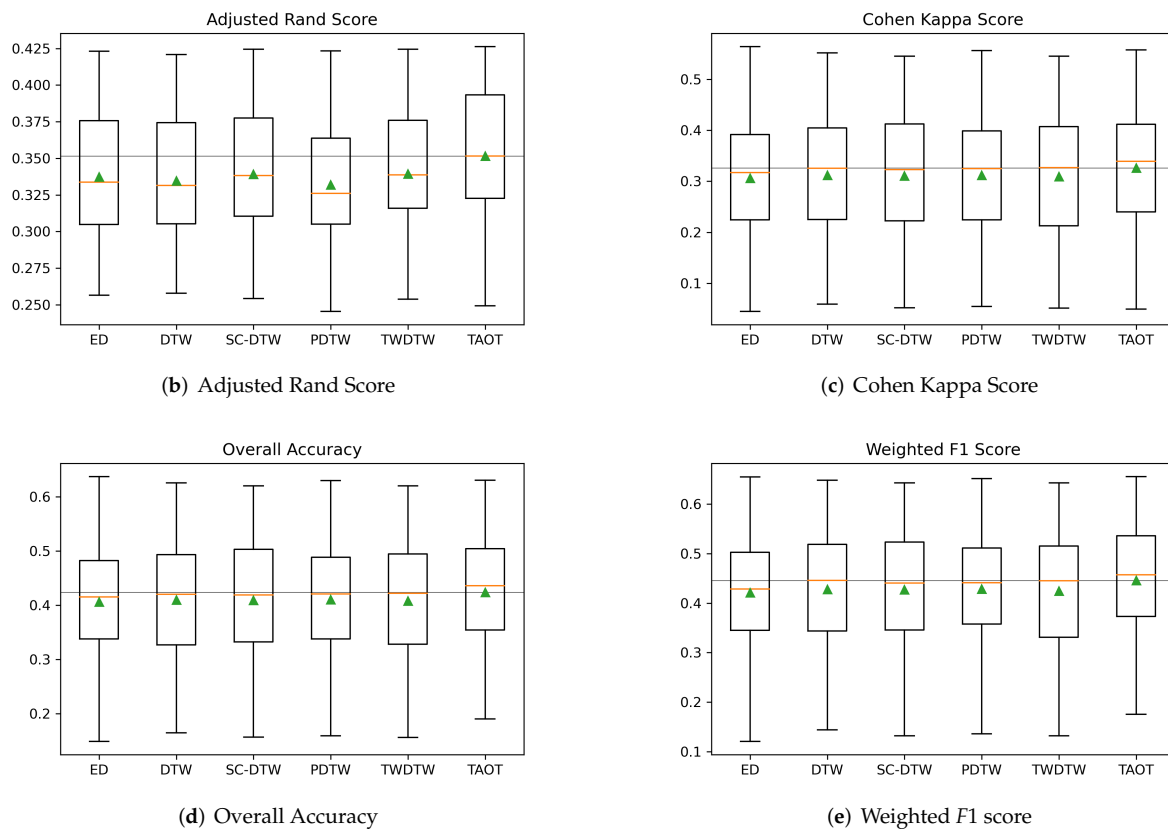 Adjusted Rand Score
0.425
0.400
0.375
0.350
0.325
0.300
0.275
0.250
ED DTW SC-DTW PDTW TWDTW TAOT
(b) Adjusted Rand Score
Cohen Kappa Score
0.5
0.4
0.3
0.2
0.1
ED DTW SC-DTW PDTW TWDTW TAOT
(c) Cohen Kappa Score
Overall Accuracy
0.6
0.5
0.4
0.3
0.2
ED DTW SC-DTW PDTW TWDTW TAOT
(d) Overall Accuracy
Weighted F1 Score
0.6
0.5
0.4
0.3
0.2
0.1
ED DTW SC-DTW PDTW TWDTW TAOT
(e) Weighted F1 score